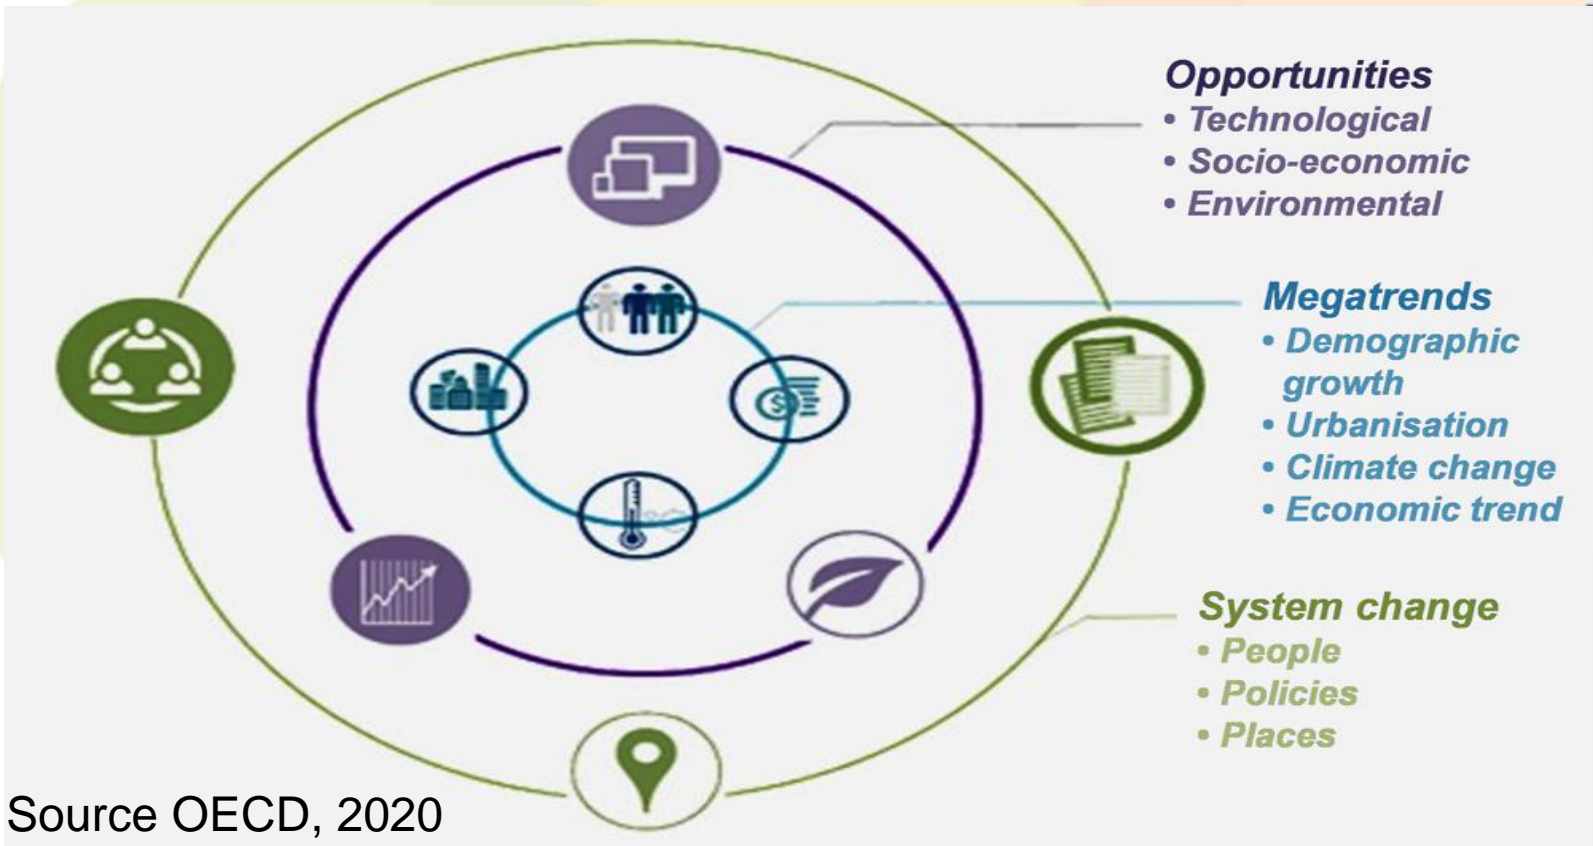 Opportunities
• Technological
• Socio-economic
• Environmental
Megatrends
• Demographic
growth
• Urbanisation
• Climate change
• Economic trend
System change
• People
• Policies
• Places
$
Source OECD, 2020